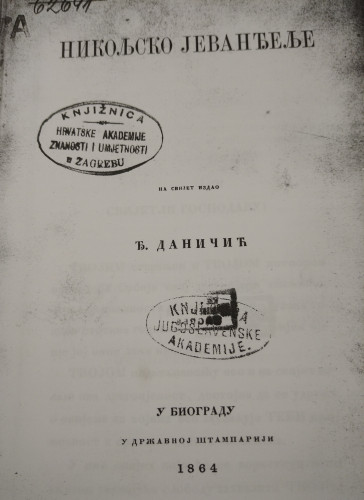 62641
НИКОЉСКО ЈЕВАНЂЕЉЕ
KNJIŽNICA
HRVATSKE AKADEMIJE
ZNANOSTI I UMJETNOSTI
U ZAGREBU
НА СВИЈЕТ ИЗДАО
Ђ. ДАНИЧИЋ
JUGOSLAVENSKE
AKADEMIJE.
У БИОГРАДУ
У ДРЖАВНОЈ ШТАМПАРИЈИ
1864